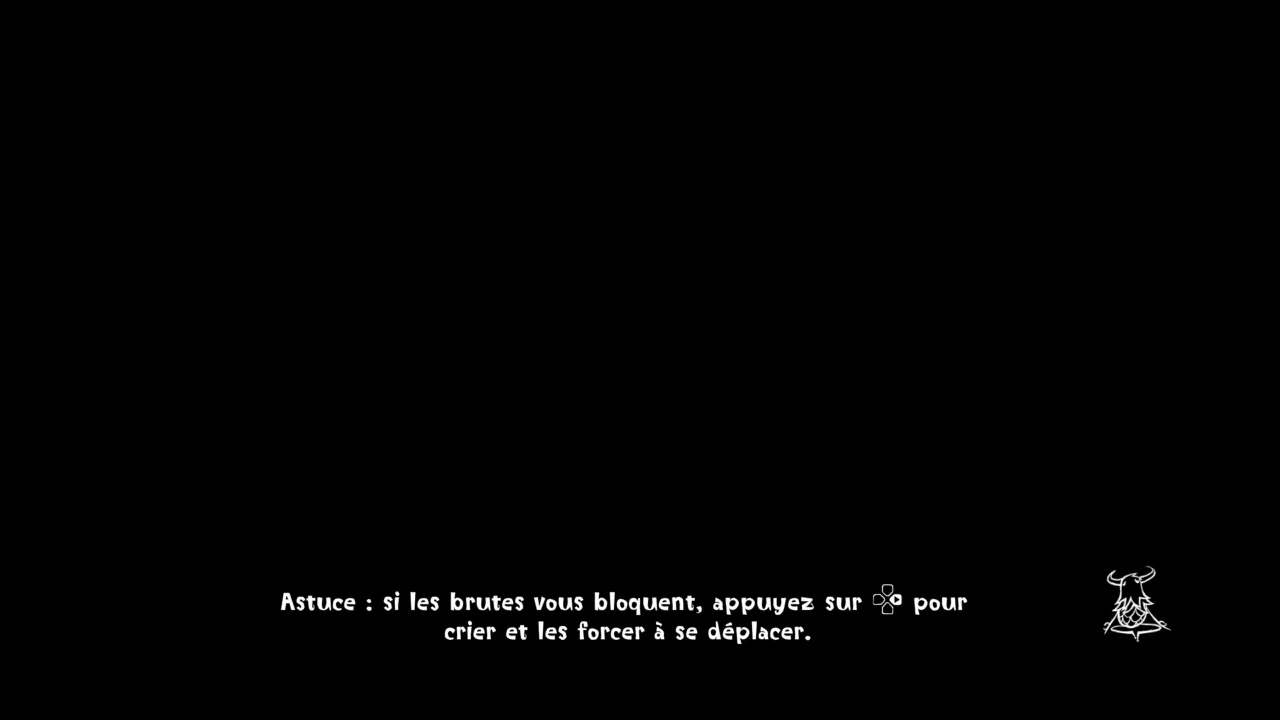 Astuce : si les brutes vous bloquent, appuyez sur pour
crier et les forcer à se déplacer.